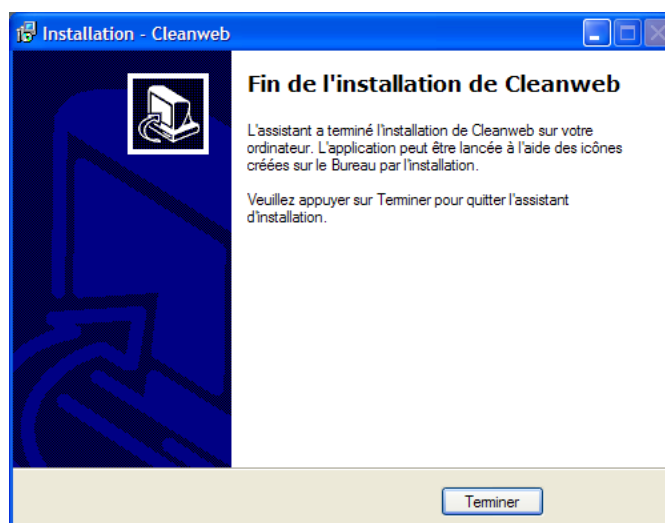 Installation - Cleanweb
Fin de l'installation de Cleanweb
L'assistant a terminé l'installation de Cleanweb sur votre
ordinateur. L'application peut être lancée à l'aide des icônes
créées sur le Bureau par l'installation.
Veuillez appuyer sur Terminer pour quitter l'assistant
d'installation.
Terminer